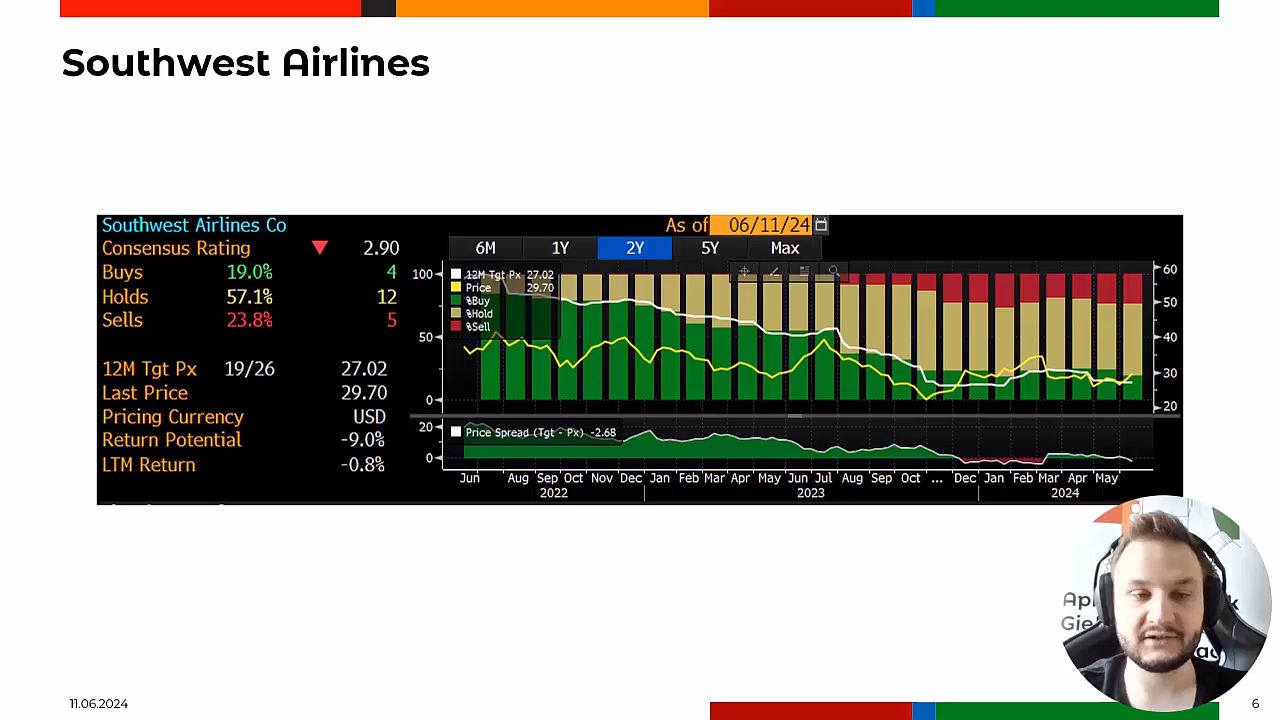 Southwest Airlines
Southwest Airlines Co
As of 06/11/24
Consensus Rating 2.90
6M 1Y 2Y 5Y Max
Buys 19.0% 4
Holds 57.1% 12
Sells 23.8% 5
12M Tgt Px 19/26 27.02
Last Price 29.70
Pricing Currency USD
Return Potential -9.0%
LTM Return -0.8%
12M Tgt Px 27.02
Price 29.70
%Buy
%Hold
%Sell
100
50
0
60
50
40
30
20
Price Spread (Tgt - Px) -2.68
20
0
Jun Aug Sep Oct Nov Dec Jan Feb Mar Apr May Jun Jul Aug Sep Oct ... Dec Jan Feb Mar Apr May
2022 2023 2024
11.06.2024
6